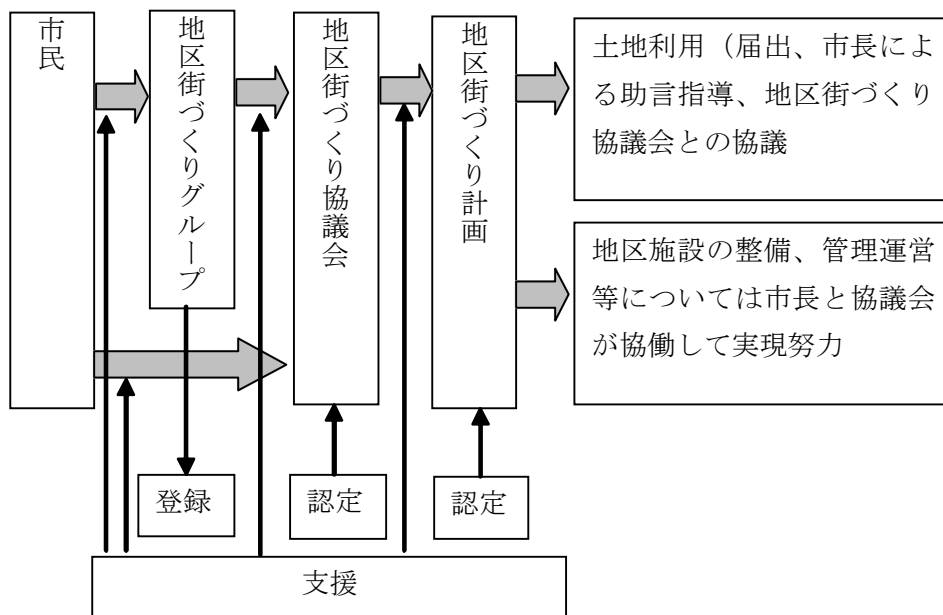 市民
地区街づくりグループ
地区街づくり協議会
地区街づくり計画
土地利用（届出、市長によ
る助言指導、地区街づくり
協議会との協議
地区施設の整備、管理運営
等については市長と協議会
が協働して実現努力
登録
認定
認定
支援